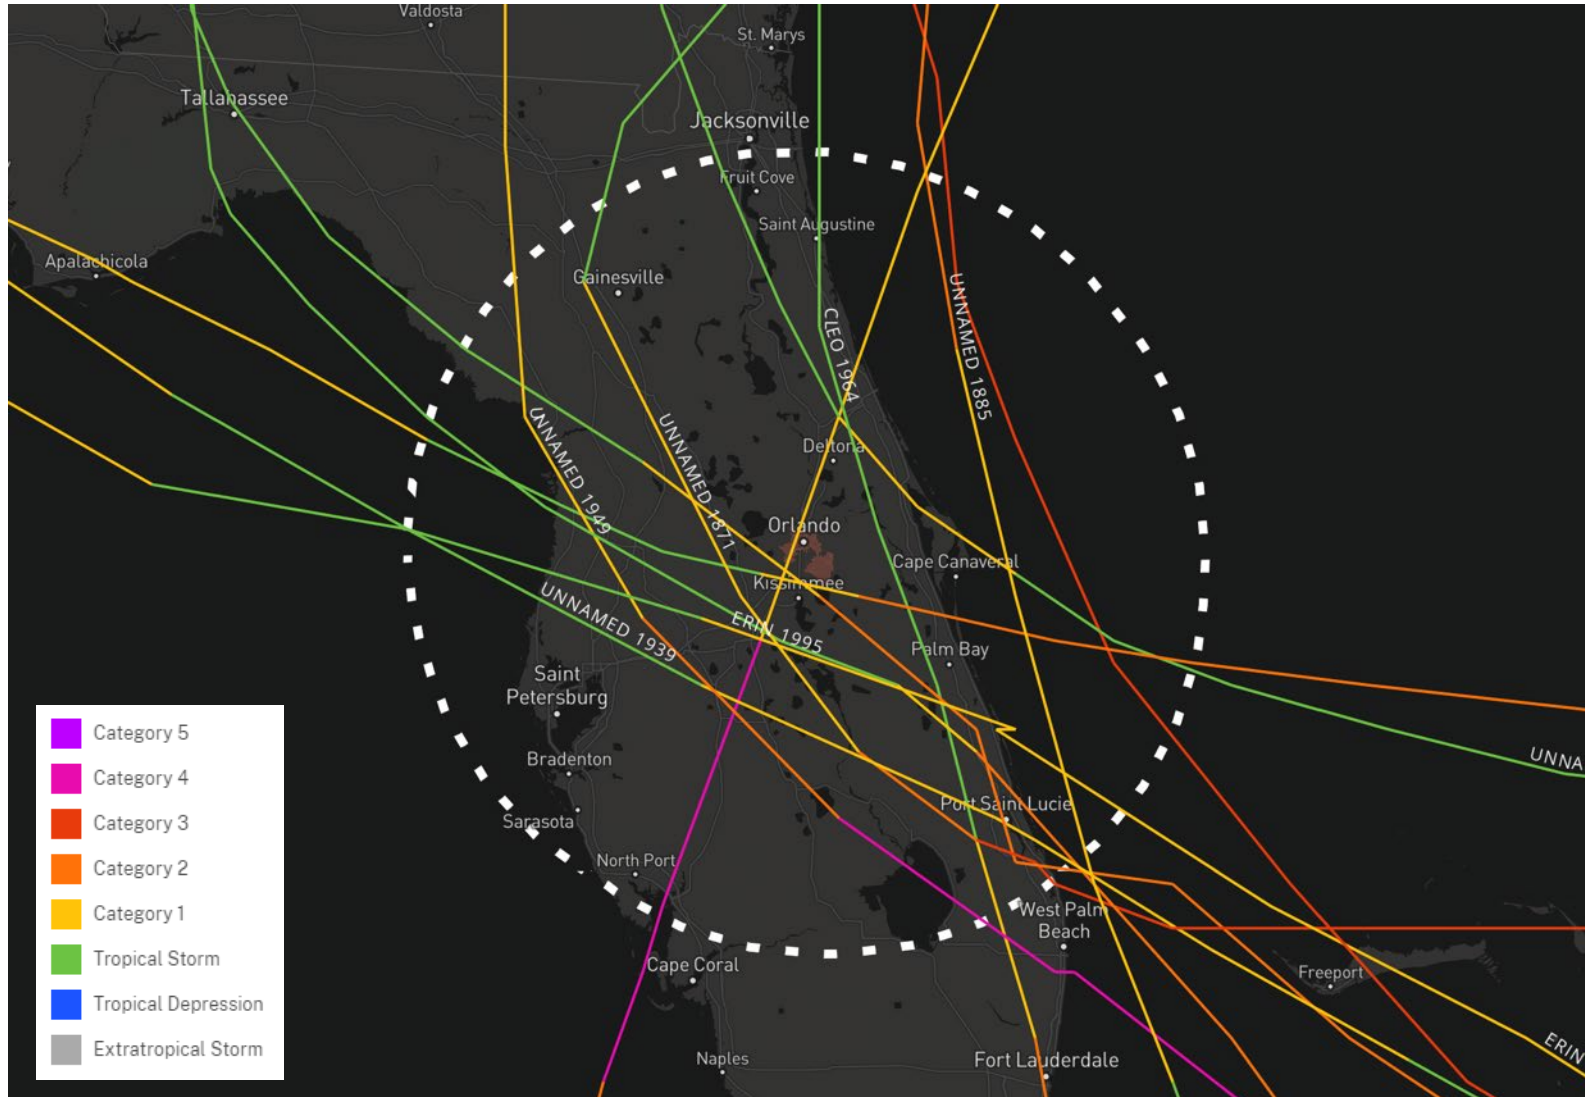 Valdosta
St. Marys
Tallahassee
Jacksonville
Fruit Cove
Saint Augustine
Apalachicola
Gainesville
UNNAMED 1885
CLEO 1964
UNNAMED 1949
UNNAMED 1871
Deltona
Orlando
Cape Canaveral
Kissimmee
UNNAMED 1939
ERIN 1995
Palm Bay
Saint
Petersburg
UNNA
Bradenton
Port Saint Lucie
Sarasota
North Port
West Palm
Beach
Cape Coral
Freeport
Naples
Fort Lauderdale
ERIN
Category 5
Category 4
Category 3
Category 2
Category 1
Tropical Storm
Tropical Depression
Extratropical Storm